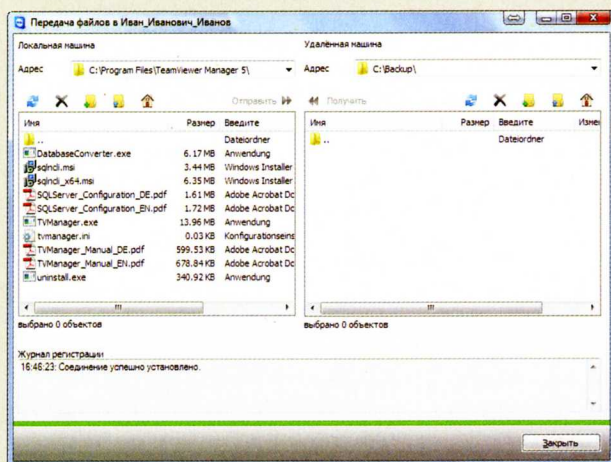 Передача файлов в Иван_Иванович_Иванов
Локальная машина
Адрес C:\Program Files\TeamViewer Manager 5\
Отправить
Имя Размер Введите
.. Dateiordner
DatabaseConverter.exe 6.17 MB Anwendung
sqlncli.msi 3.44 MB Windows Installer
sqlncli_x64.msi 6.35 MB Windows Installer
SQLServer_Configuration_DE.pdf 1.61 MB Adobe Acrobat Dc
SQLServer_Configuration_EN.pdf 1.72 MB Adobe Acrobat Dc
TVManager.exe 13.96 MB Anwendung
tvmanager.ini 0.03 KB Konfigurationseins
TVManager_Manual_DE.pdf 599.53 KB Adobe Acrobat Dc
TVManager_Manual_EN.pdf 678.84 KB Adobe Acrobat Dc
uninstall.exe 340.92 KB Anwendung
выбрано 0 объектов
Удалённая машина
Адрес C:\Backup\
Получить
Имя Размер Введите Измен
.. Dateiordner
выбрано 0 объектов
Журнал регистрации
16:46:23: Соединение успешно установлено.
Закрыть